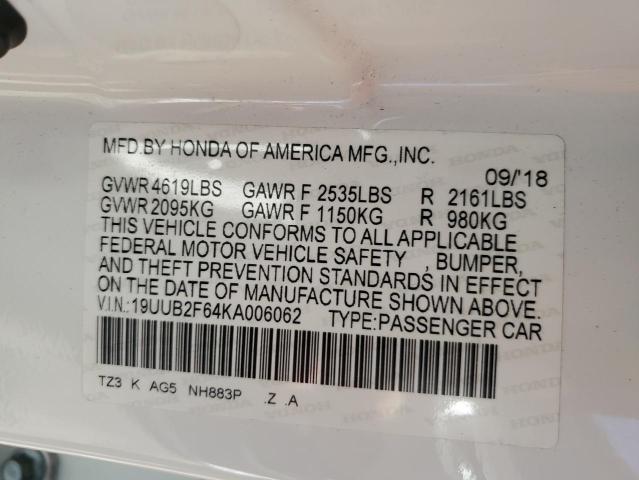 MFD.BY HONDA OF AMERICA MFG.,INC.
09/'18
GVWR 4619LBS GAWR F 2535LBS R 2161LBS
GVWR 2095KG GAWR F 1150KG R 980KG
THIS VEHICLE CONFORMS TO ALL APPLICABLE
FEDERAL MOTOR VEHICLE SAFETY , BUMPER,
AND THEFT PREVENTION STANDARDS IN EFFECT
ON THE DATE OF MANUFACTURE SHOWN ABOVE.
V.I.N.:19UUB2F64KA006062 TYPE:PASSENGER CAR
TZ3 K AG5 NH883P .Z .A